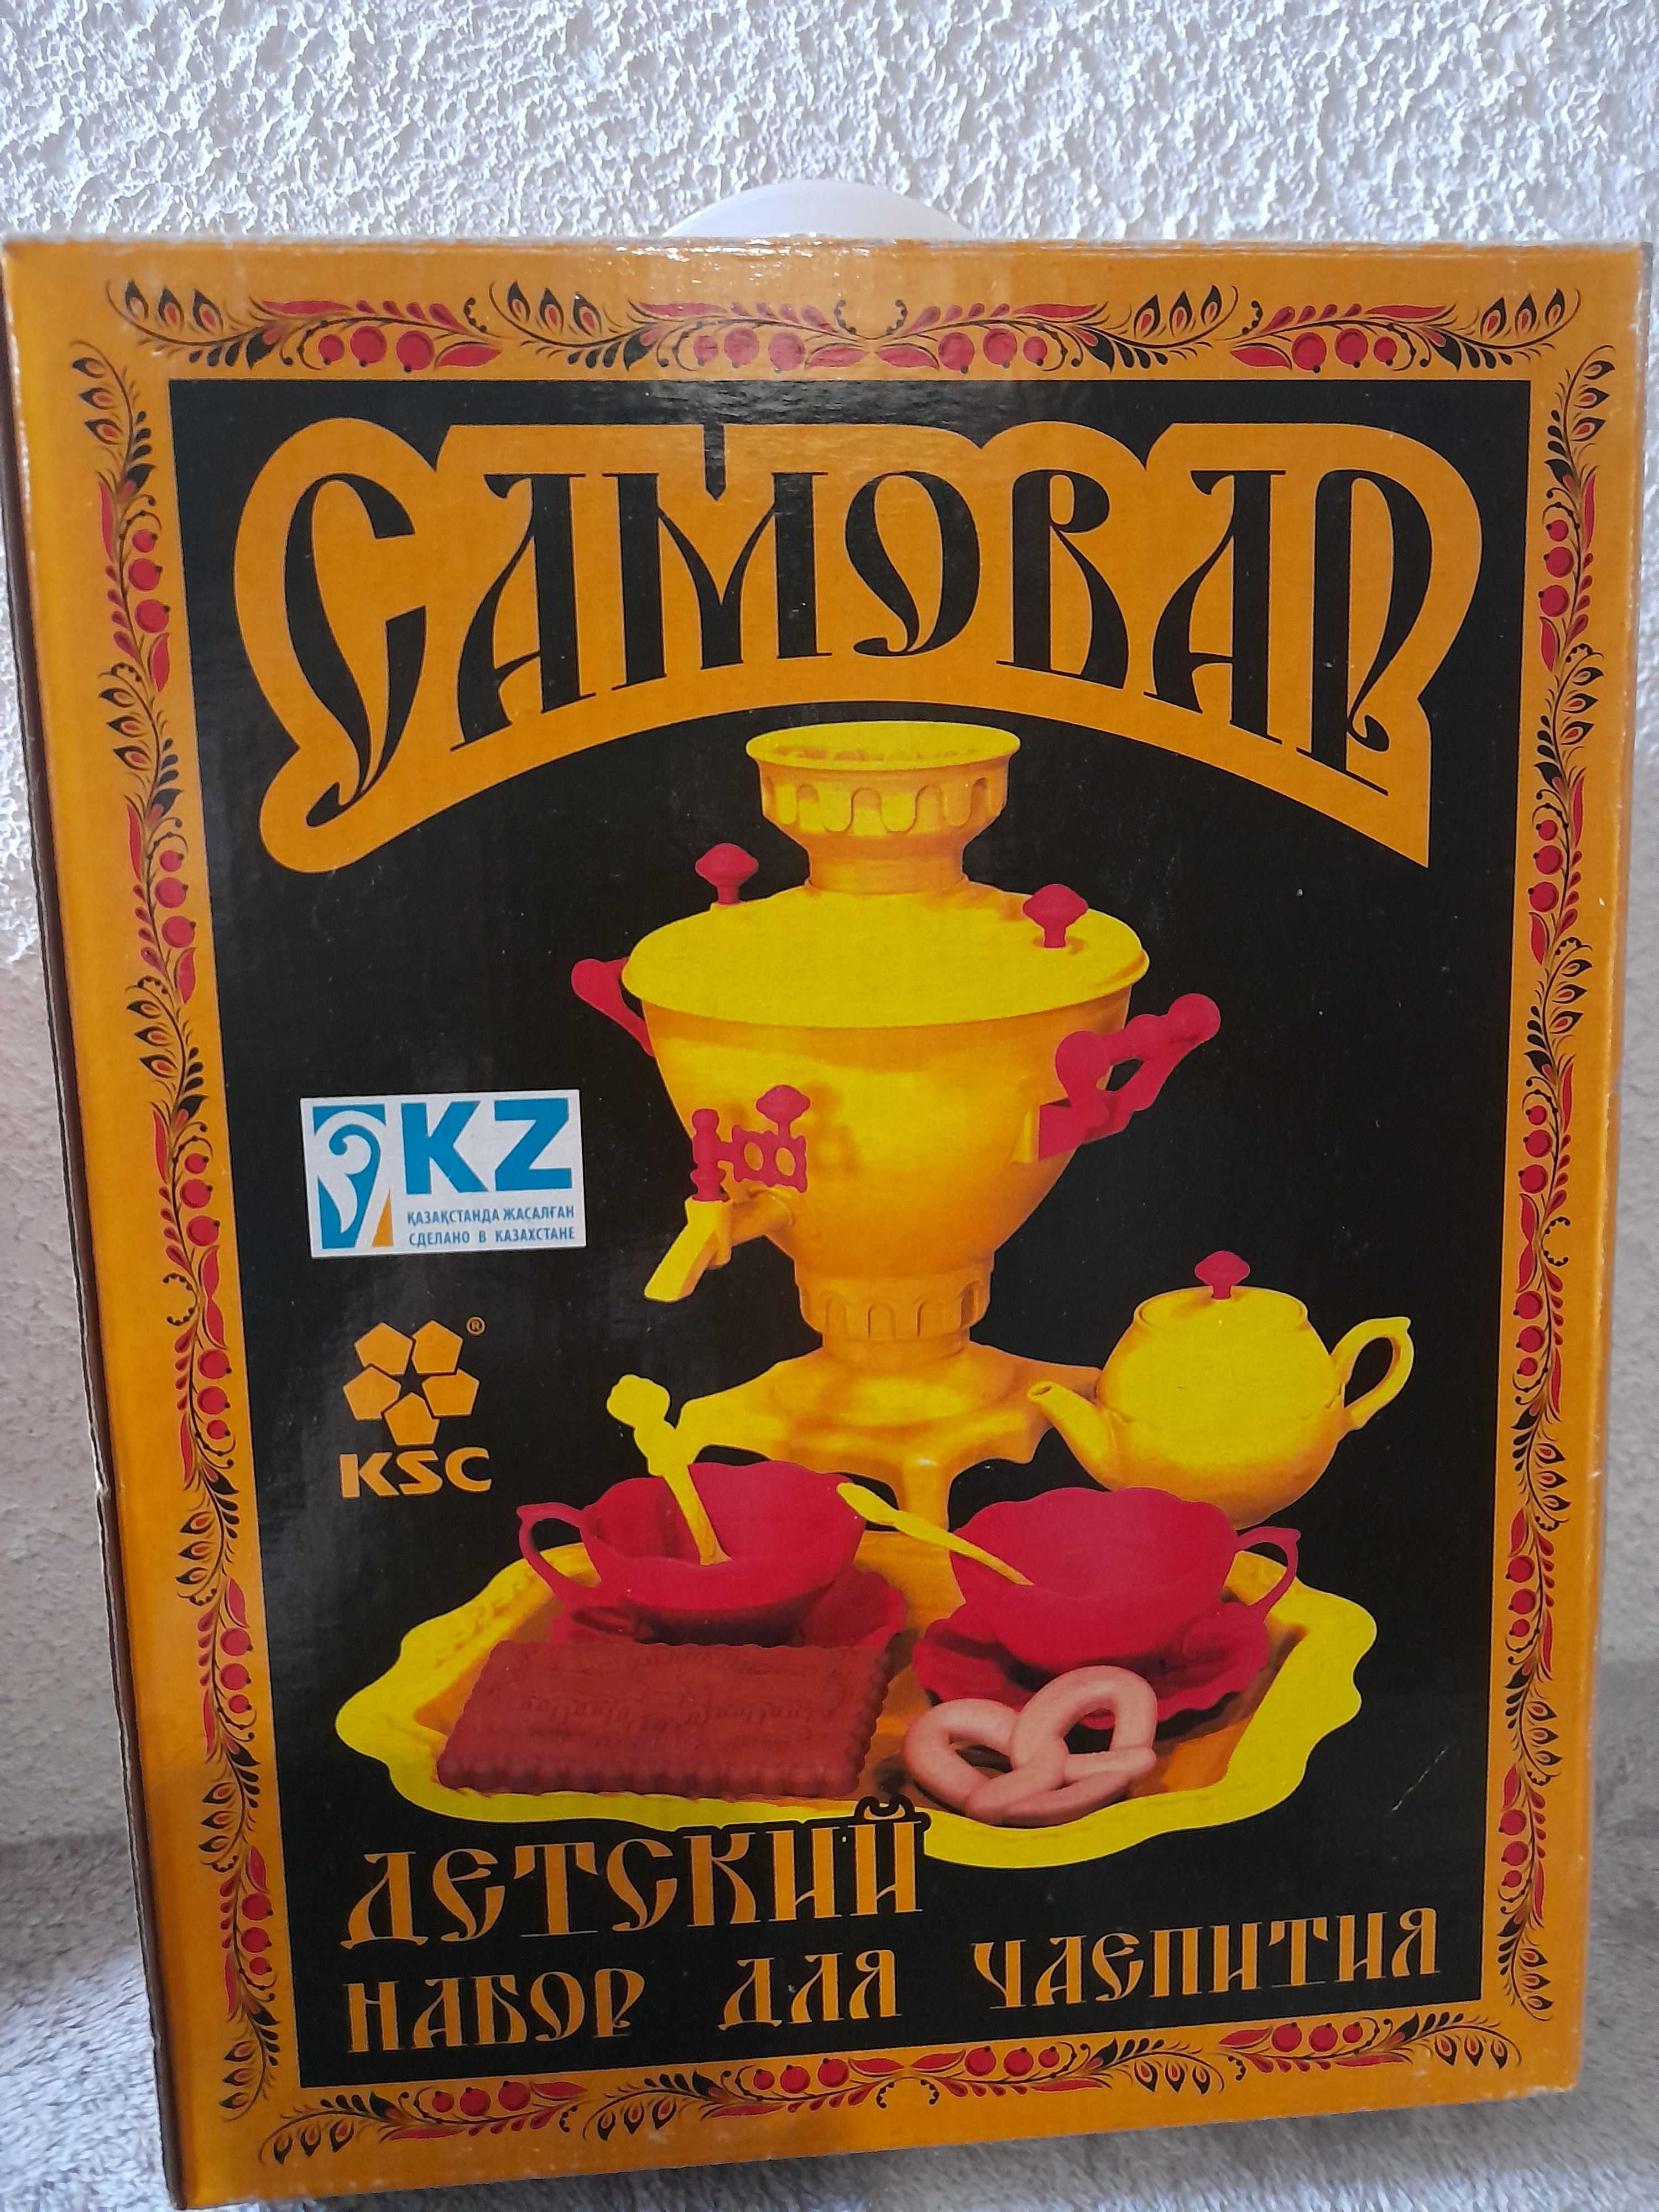 САМОВАР
KZ
ҚАЗАҚСТАНДА ЖАСАЛҒАН
СДЕЛАНО В КАЗАХСТАНЕ
®
KSC
ДЕТСКИЙ
НАБОР ДЛЯ ЧАЕПИТИЯ